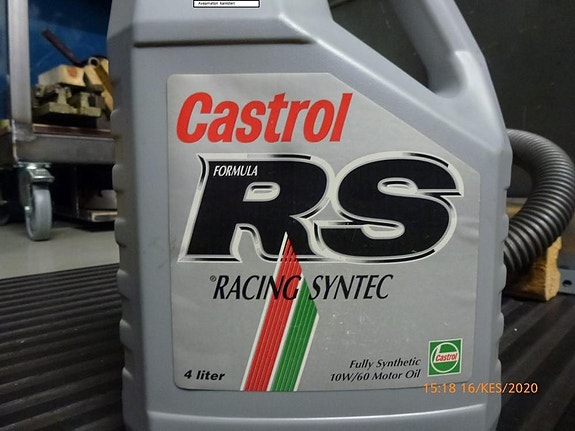 Castrol
FORMULA
RS
®RACING SYNTEC
4 liter
Fully Synthetic
10W/60 Motor Oil
Castrol
15:18 16/KES/2020